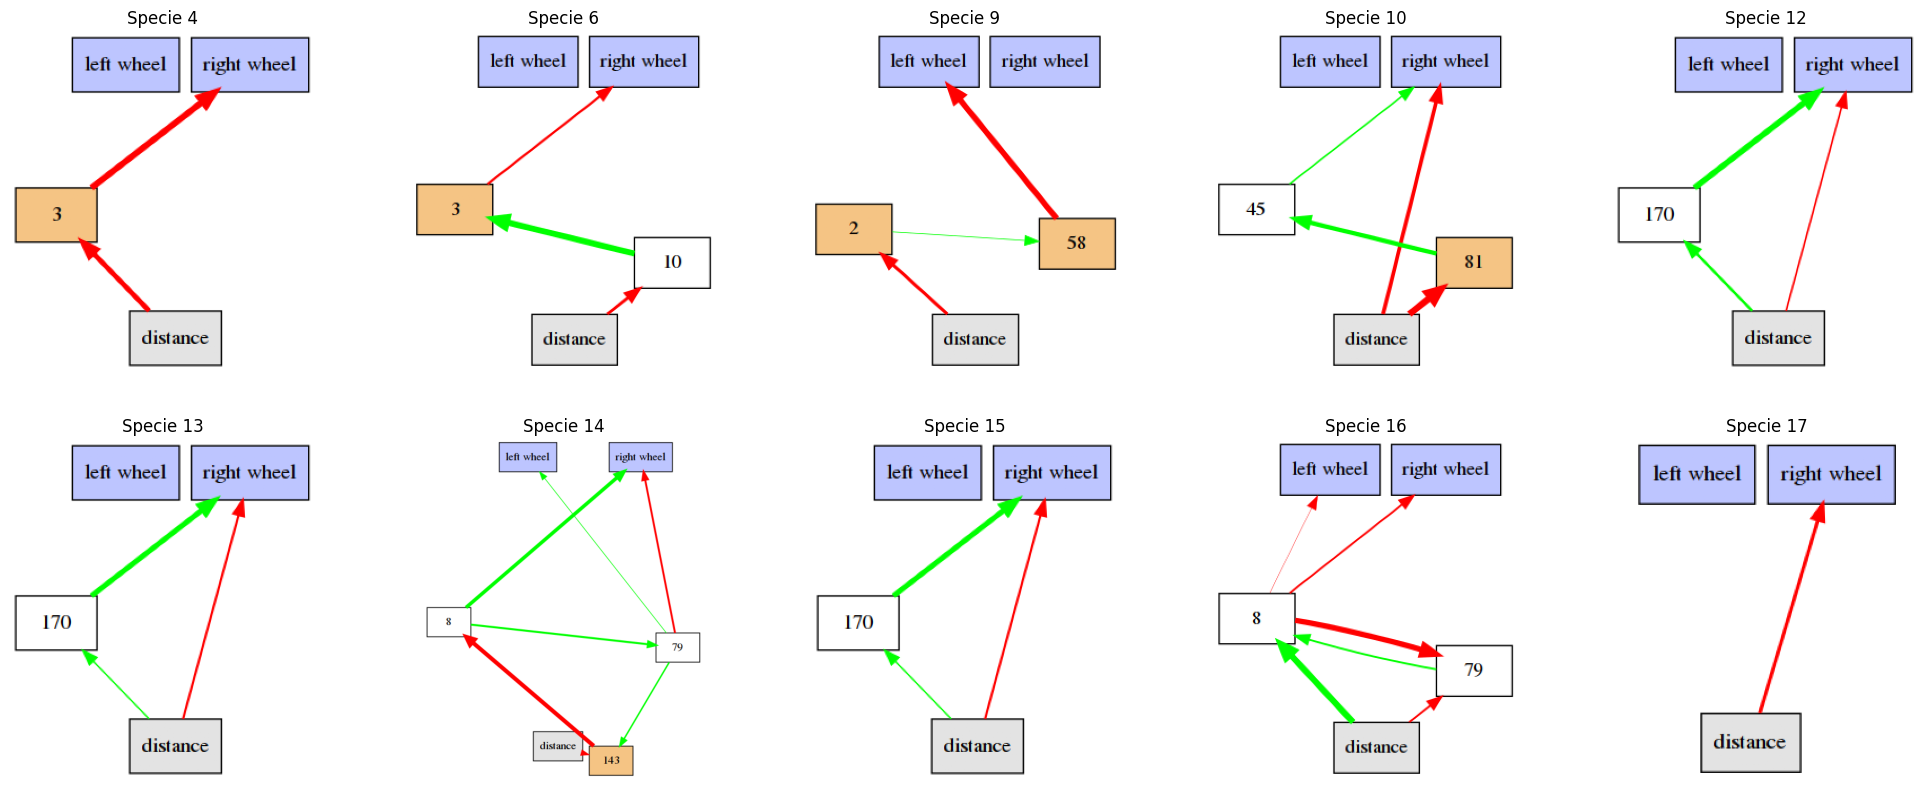 Specie 4
left wheel
right wheel
3
distance
Specie 6
left wheel
right wheel
3
10
distance
Specie 9
left wheel
right wheel
2
58
distance
Specie 10
left wheel
right wheel
45
81
distance
Specie 12
left wheel
right wheel
170
distance
Specie 13
left wheel
right wheel
170
distance
Specie 14
left wheel
right wheel
8
79
distance
143
Specie 15
left wheel
right wheel
170
distance
Specie 16
left wheel
right wheel
8
79
distance
Specie 17
left wheel
right wheel
distance